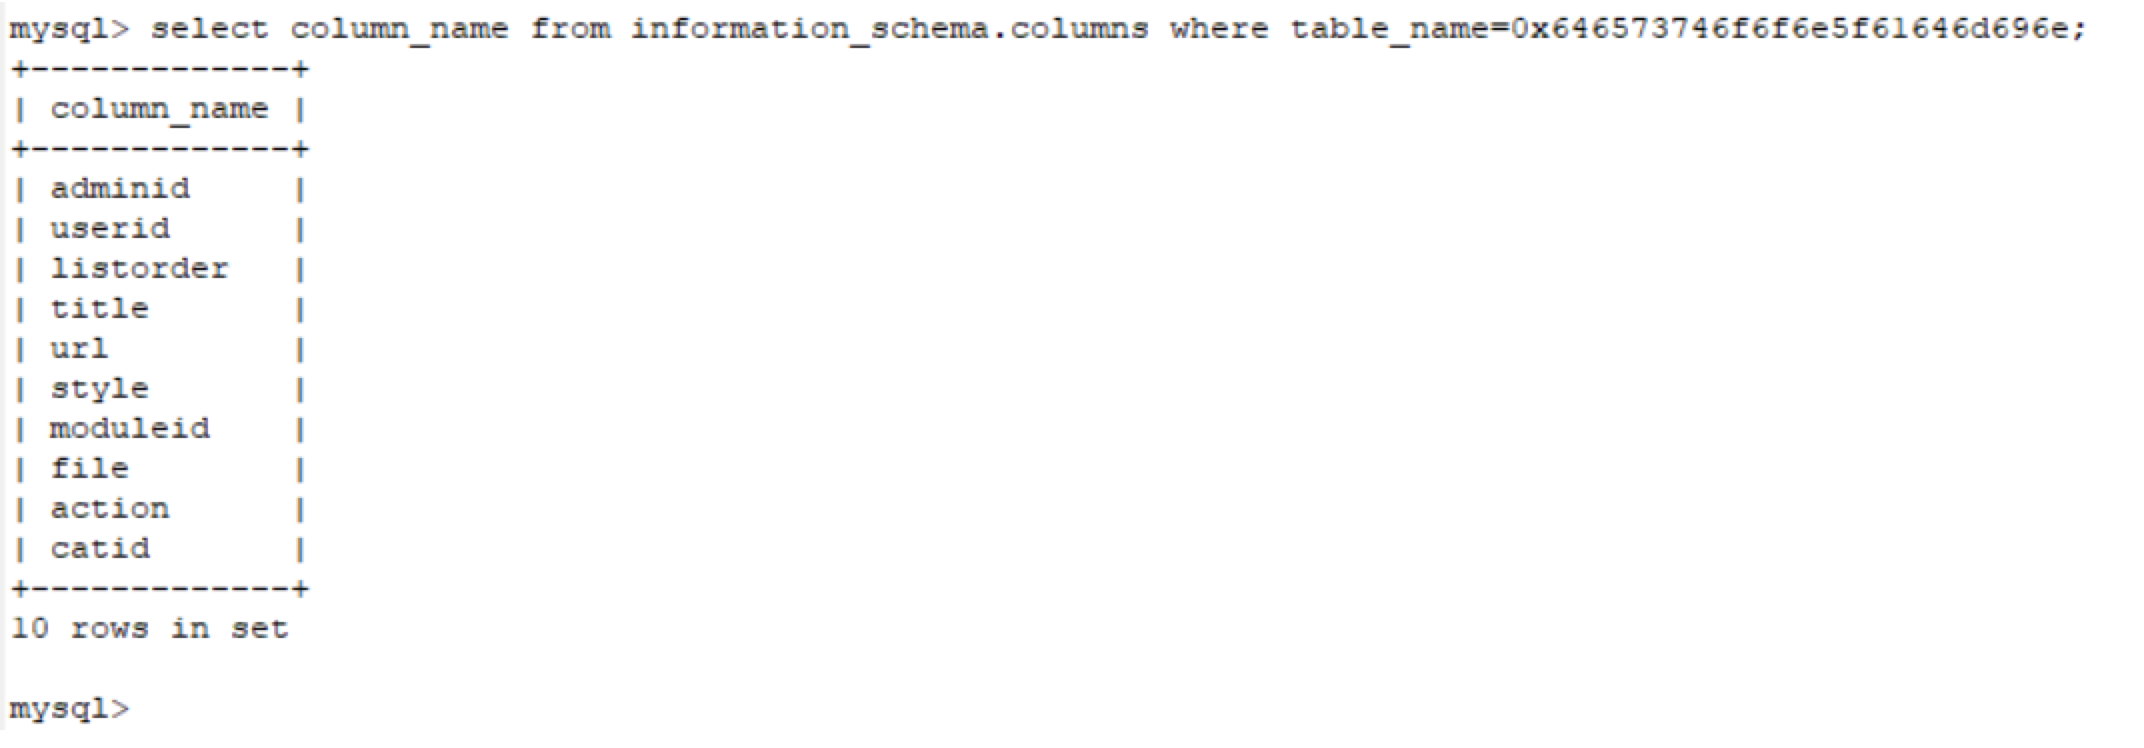 mysql> select column_name from information_schema.columns where table_name=0x646573746f6f6e5f61646d696e;
+-------------+
| column_name |
+-------------+
| adminid     |
| userid      |
| listorder   |
| title       |
| url         |
| style       |
| moduleid    |
| file        |
| action      |
| catid       |
+-------------+
10 rows in set
mysql>